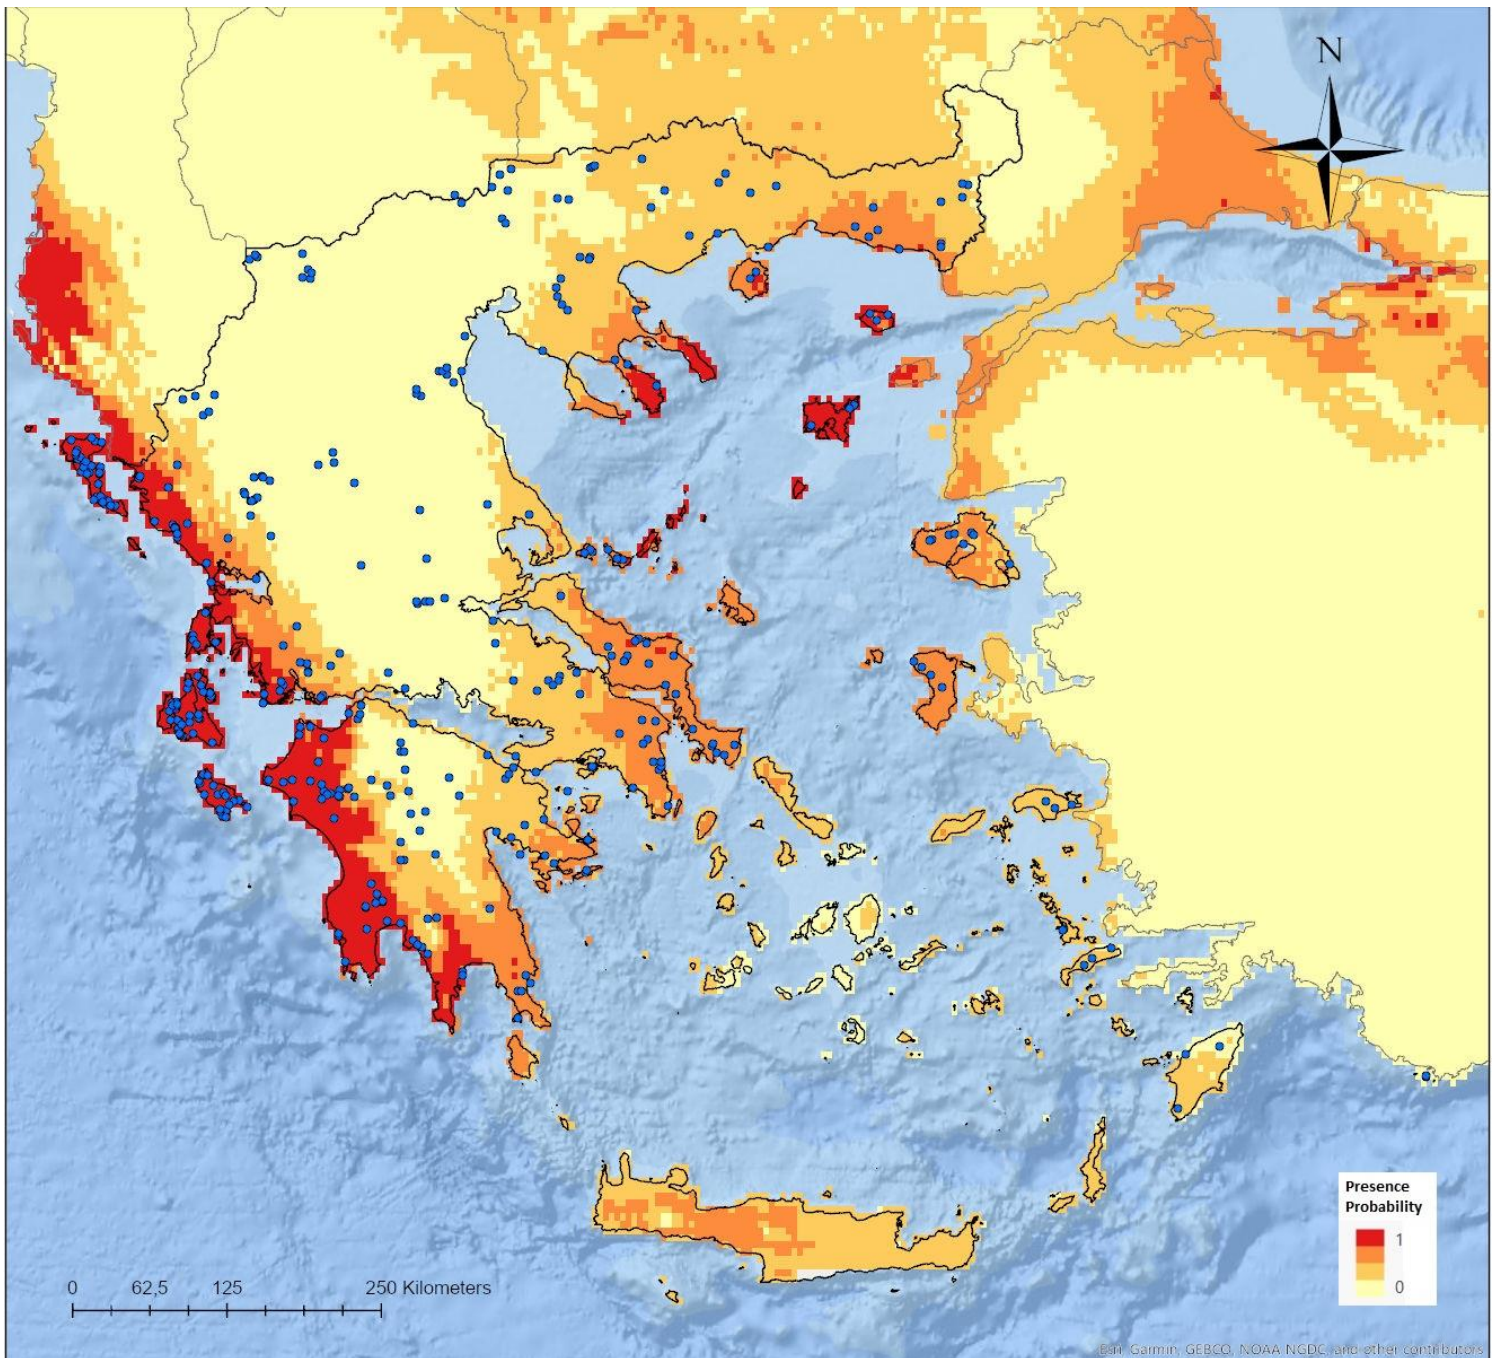 N
Presence
Probability
1
0
0 62,5 125 250 Kilometers
Esri, Garmin, GEBCO, NOAA NGDC, and other contributors